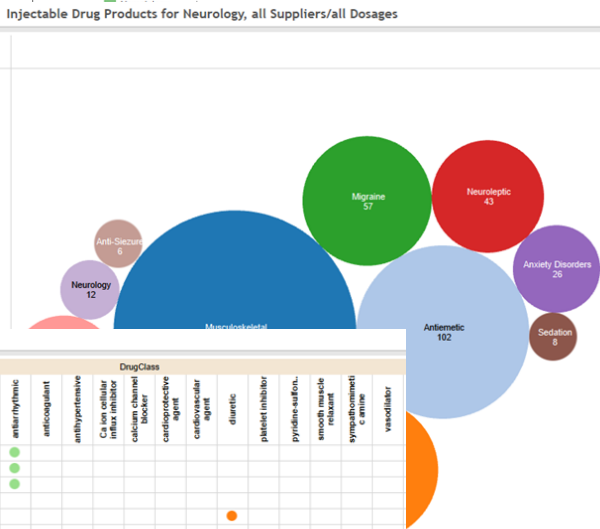 Injectable Drug Products for Neurology, all Suppliers/all Dosages
Migraine
57
Neuroleptic
43
Anti-Siezure
6
Anxiety Disorders
26
Neurology
12
Musculoskeletal
Antiemetic
102
Sedation
8
DrugClass
antiarrhythmic
anticoagulant
antihypertensive
Ca ion cellular
influx inhibitor
calcium channel
blocker
cardioprotective
agent
cardiovascular
agent
diuretic
platelet inhibitor
pyridine-sulfon..
smooth muscle
relaxant
sympathomimeti
c amine
vasodilator